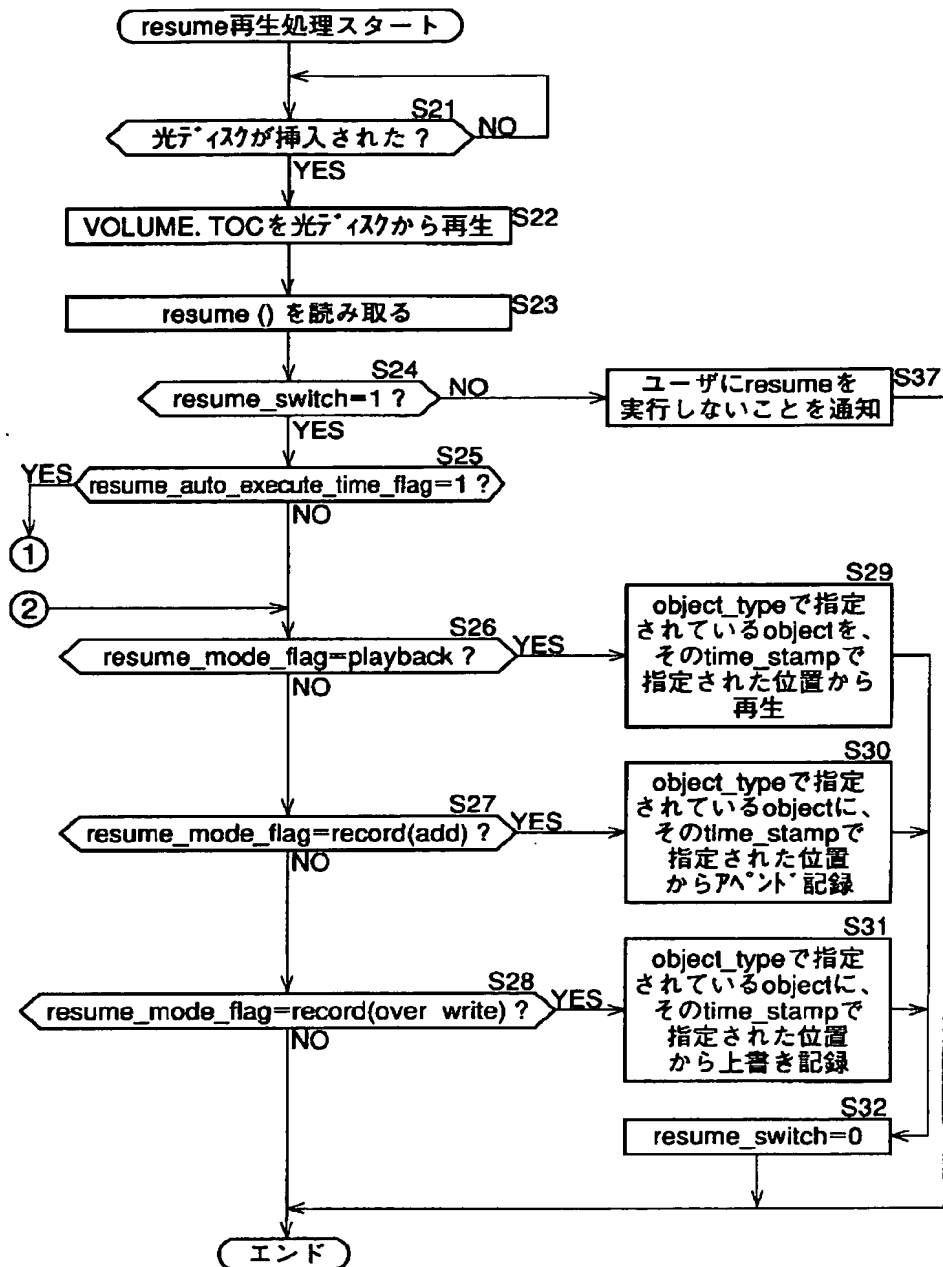 resume再生処理スタート
S21
光ディスクが挿入された？
NO
YES
VOLUME. TOCを光ディスクから再生
S22
resume () を読み取る
S23
S24
resume_switch=1 ?
NO
YES
S37
ユーザにresumeを
実行しないことを通知
S25
YES
resume_auto_execute_time_flag=1 ?
NO
①
②
S26
resume_mode_flag=playback ?
YES
NO
S29
object_typeで指定
されているobjectを、
そのtime_stampで
指定された位置から
再生
S27
resume_mode_flag=record(add) ?
YES
NO
S30
object_typeで指定
されているobjectに、
そのtime_stampで
指定された位置
からアペンド記録
S28
resume_mode_flag=record(over write) ?
YES
NO
S31
object_typeで指定
されているobjectに、
そのtime_stampで
指定された位置
から上書き記録
S32
resume_switch=0
エンド